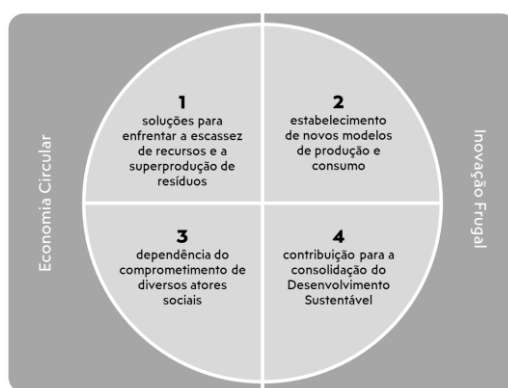 Economia Circular
1
soluções para
enfrentar a escassez
de recursos e a
superprodução de
resíduos
2
estabelecimento
de novos modelos
de produção e
consumo
3
dependência do
comprometimento de
diversos atores
sociais
4
contribuição para a
consolidação do
Desenvolvimento
Sustentável
Inovação Frugal